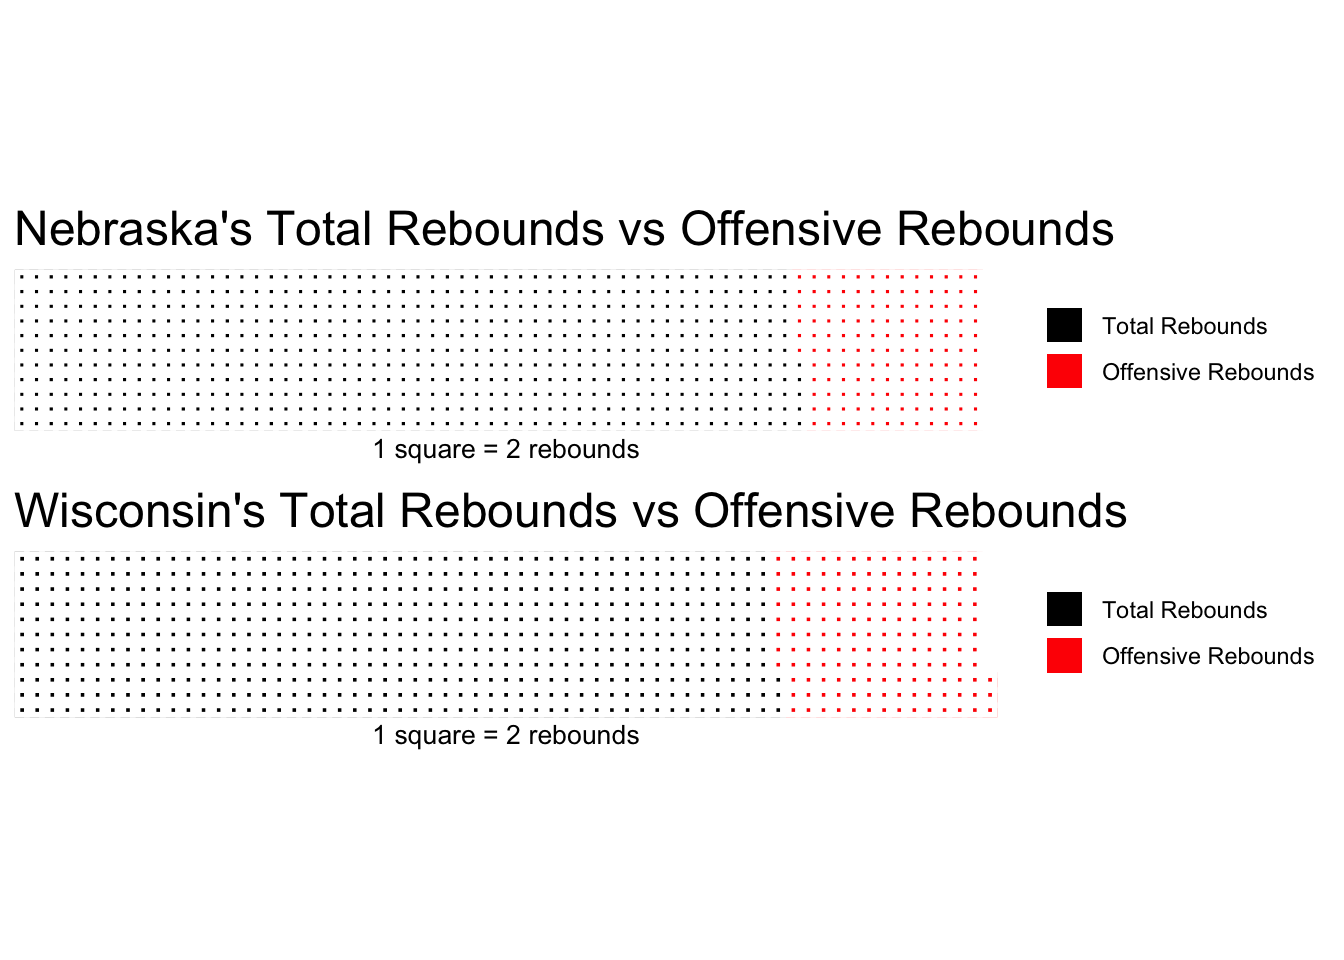 Nebraska's Total Rebounds vs Offensive Rebounds
Total Rebounds
Offensive Rebounds
1 square = 2 rebounds
Wisconsin's Total Rebounds vs Offensive Rebounds
Total Rebounds
Offensive Rebounds
1 square = 2 rebounds